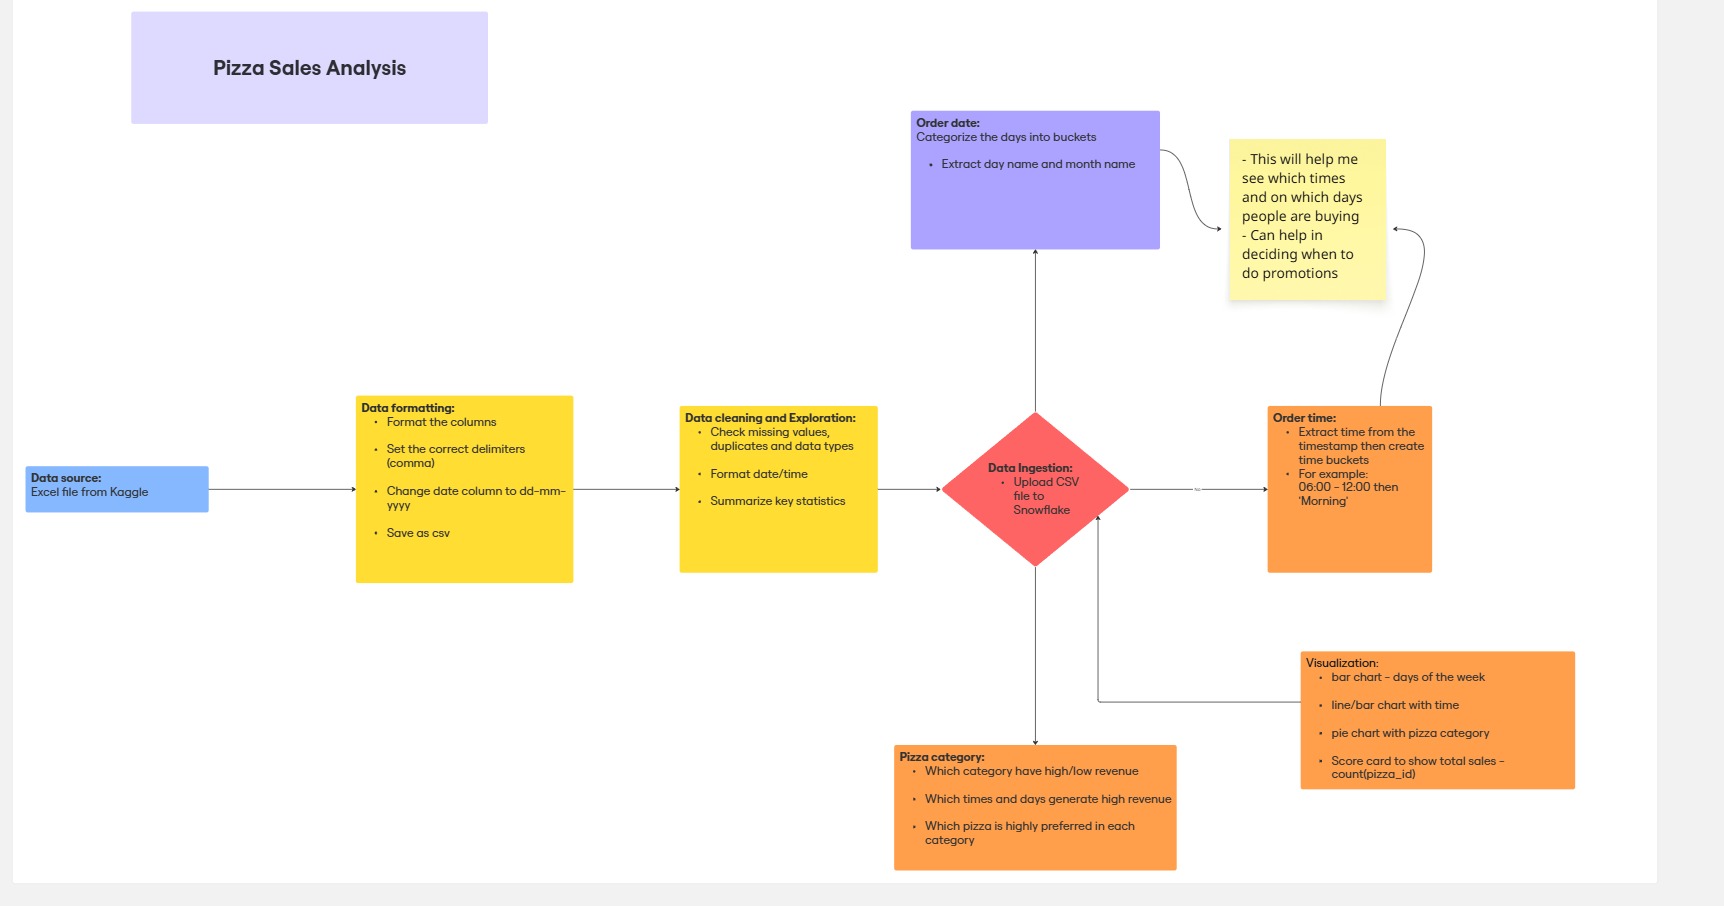 Pizza Sales Analysis
Order date:
Categorize the days into buckets
• Extract day name and month name
- This will help me
see which times
and on which days
people are buying
- Can help in
deciding when to
do promotions
Data source:
Excel file from Kaggle
Data formatting:
• Format the columns
• Set the correct delimiters
(comma)
• Change date column to dd-mm-
yyyy
• Save as csv
Data cleaning and Exploration:
• Check missing values,
duplicates and data types
• Format date/time
• Summarize key statistics
Data Ingestion:
• Upload CSV
file to
Snowflake
Order time:
• Extract time from the
timestamp then create
time buckets
• For example:
06:00 - 12:00 then
'Morning'
Visualization:
• bar chart - days of the week
• line/bar chart with time
• pie chart with pizza category
• Score card to show total sales -
count(pizza_id)
Pizza category:
• Which category have high/low revenue
• Which times and days generate high revenue
• Which pizza is highly preferred in each
category